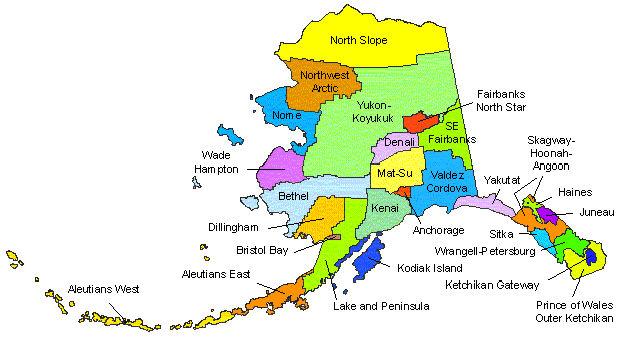 North Slope
Northwest
Arctic
Nome
Yukon-
Koyukuk
Fairbanks
North Star
SE
Fairbanks
Denali
Wade
Hampton
Mat-Su
Valdez
Cordova
Skagway-
Hoonah-
Angoon
Yakutat
Haines
Juneau
Bethel
Kenai
Anchorage
Dillingham
Sitka
Bristol Bay
Wrangell-Petersburg
Kodiak Island
Aleutians East
Ketchikan Gateway
Aleutians West
Lake and Peninsula
Prince of Wales
Outer Ketchikan